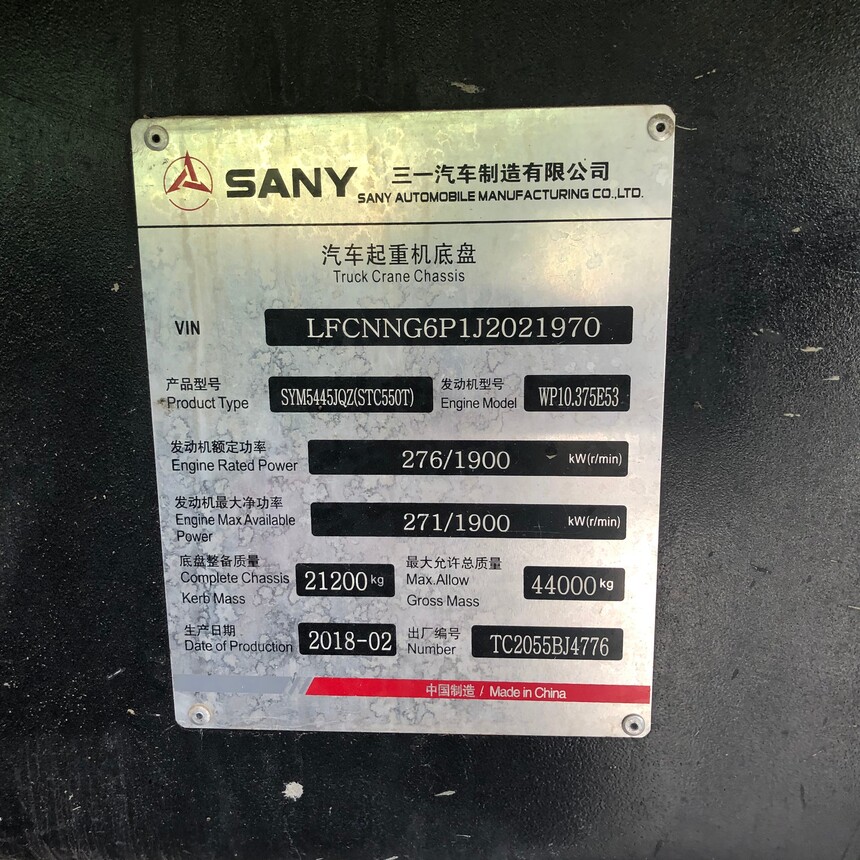 SANY 三一汽车制造有限公司
SANY AUTOMOBILE MANUFACTURING CO.,LTD.
汽车起重机底盘
Truck Crane Chassis
VIN LFCNNG6P1J2021970
产品型号
Product Type SYM5445JQZ(STC550T)
发动机型号
Engine Model WP10.375E53
发动机额定功率
Engine Rated Power 276/1900 kW(r/min)
发动机最大净功率
Engine Max Available
Power 271/1900 kW(r/min)
底盘整备质量
Complete Chassis
Kerb Mass 21200kg
最大允许总质量
Max.Allow
Gross Mass 44000kg
生产日期
Date of Production 2018-02
出厂编号
Number TC2055BJ4776
中国制造 / Made in China